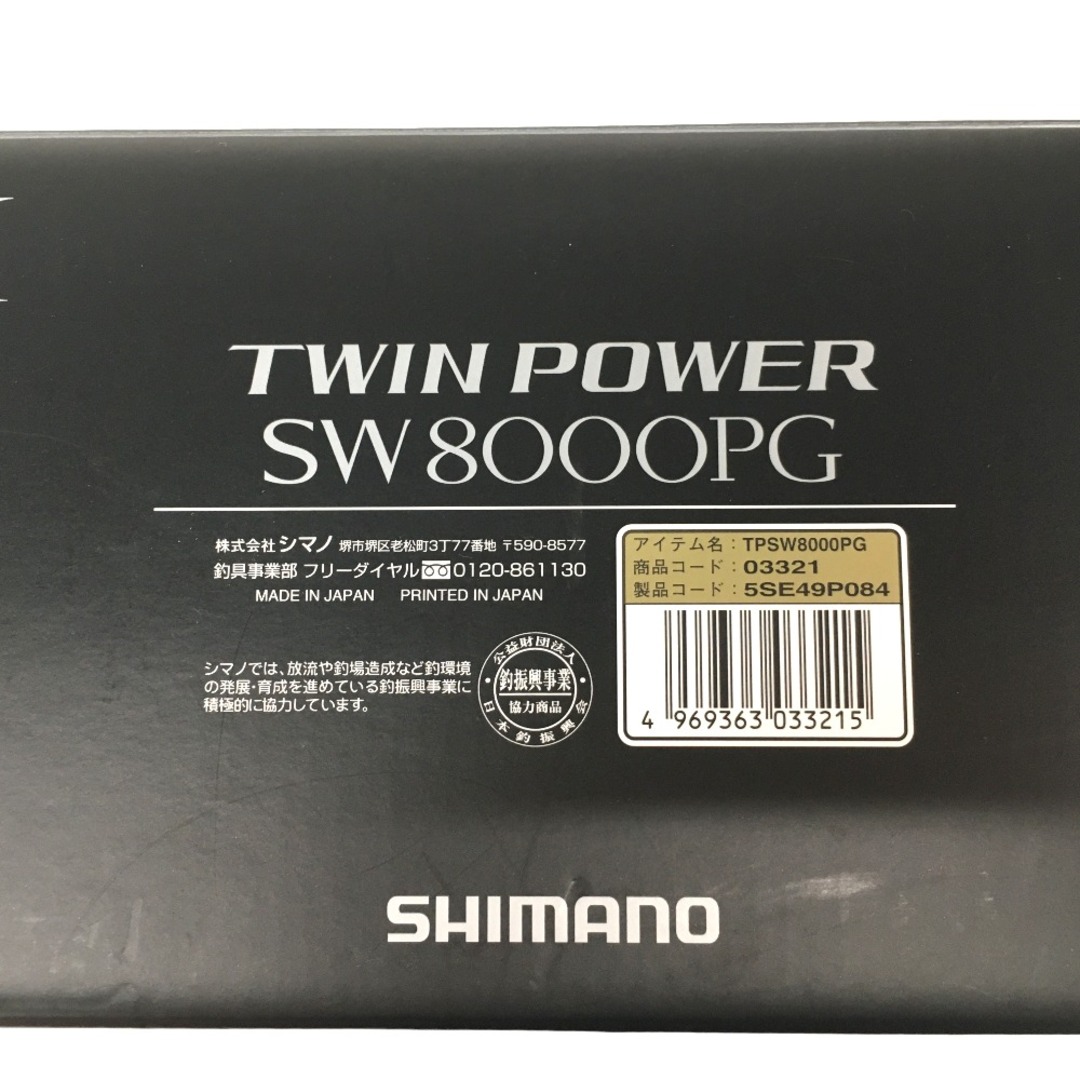 TWIN POWER
SW8000PG
株式会社シマノ 堺市堺区老松町3丁77番地 〒590-8577
釣具事業部 フリーダイヤル 0120-861130
MADE IN JAPAN PRINTED IN JAPAN
アイテム名：TPSW8000PG
商品コード：03321
製品コード：5SE49P084
4 969363 033215
シマノでは、放流や釣場造成など釣環境
の発展・育成を進めている釣振興事業に
積極的に協力しています。
公益財団法人
釣振興事業
協力商品
日本釣振興会
SHIMANO